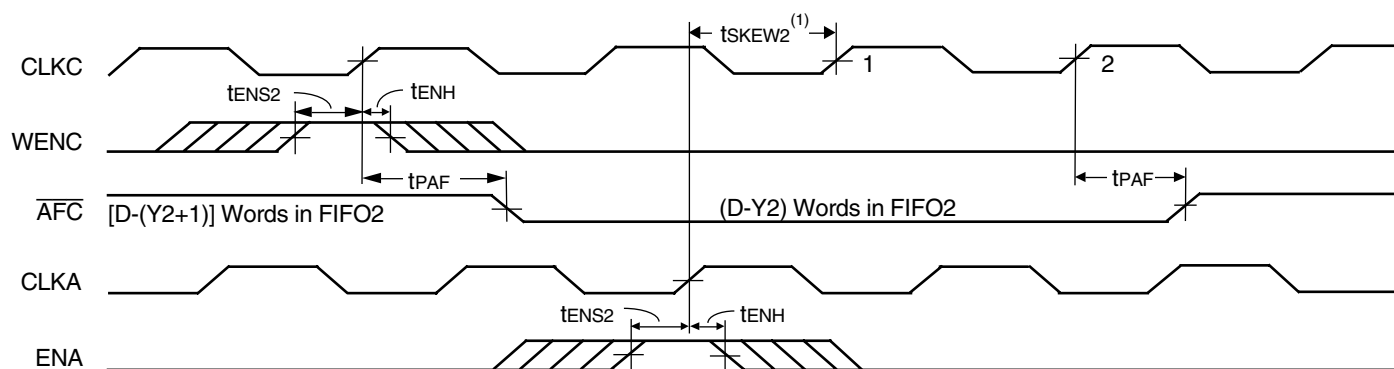 tSKEW2(1)
CLKC 1 2
tENS2 tENH
WENC
tPAF tPAF
AFC [D-(Y2+1)] Words in FIFO2 (D-Y2) Words in FIFO2
CLKA
tENS2 tENH
ENA